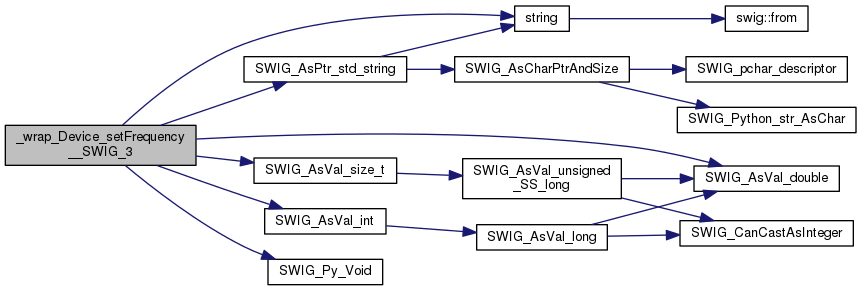 _wrap_Device_setFrequency
__SWIG_3
string
swig::from
SWIG_AsPtr_std_string
SWIG_AsCharPtrAndSize
SWIG_pchar_descriptor
SWIG_Python_str_AsChar
SWIG_AsVal_size_t
SWIG_AsVal_unsigned
_SS_long
SWIG_AsVal_double
SWIG_AsVal_int
SWIG_AsVal_long
SWIG_CanCastAsInteger
SWIG_Py_Void